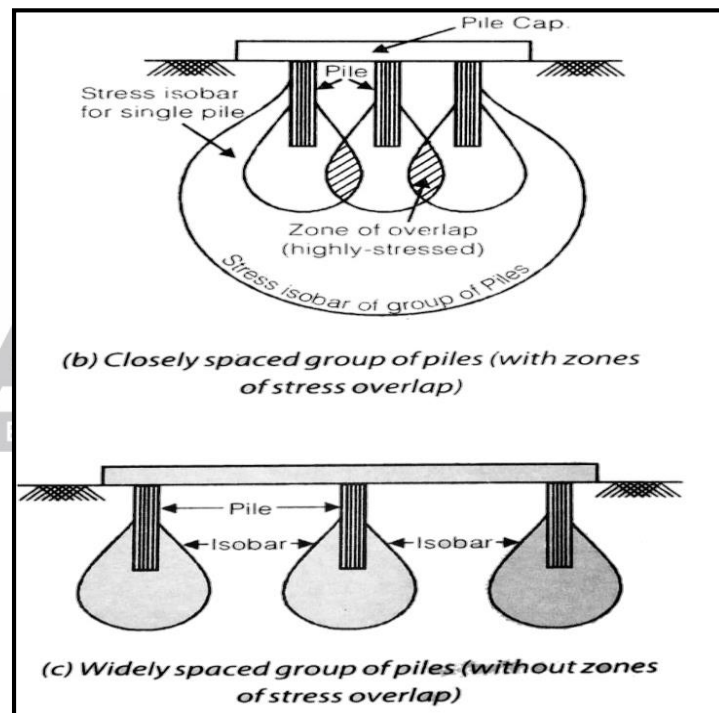 Pile Cap.
Pile
Stress isobar
for single pile
Zone of overlap
(highly-stressed)
Stress isobar of group of Piles
(b) Closely spaced group of piles (with zones
of stress overlap)
Pile
Isobar
Isobar
(c) Widely spaced group of piles (without zones
of stress overlap)